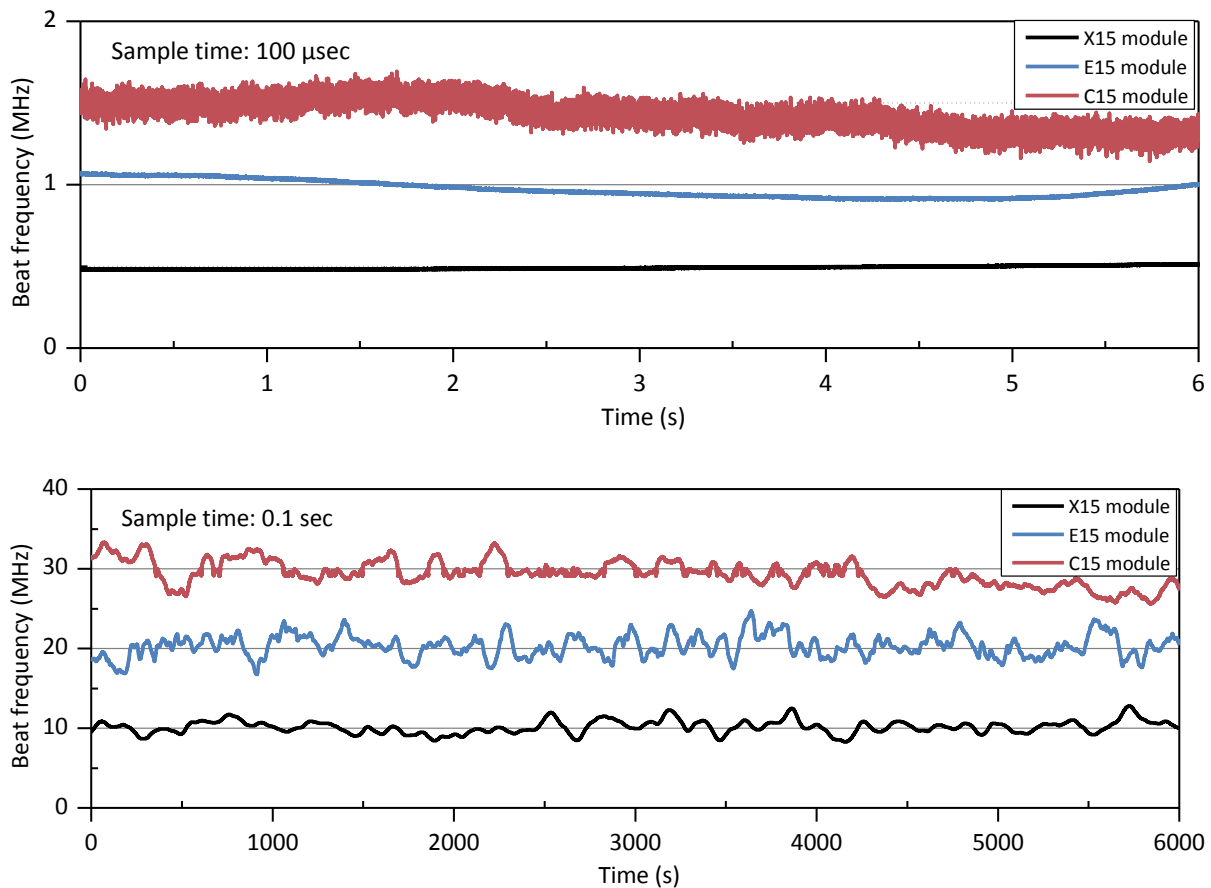 2
Sample time: 100 µsec
X15 module
E15 module
C15 module
1
0
Beat frequency (MHz)
0
1
2
3
4
5
6
Time (s)
40
Sample time: 0.1 sec
X15 module
E15 module
C15 module
30
20
10
0
Beat frequency (MHz)
0
1000
2000
3000
4000
5000
6000
Time (s)